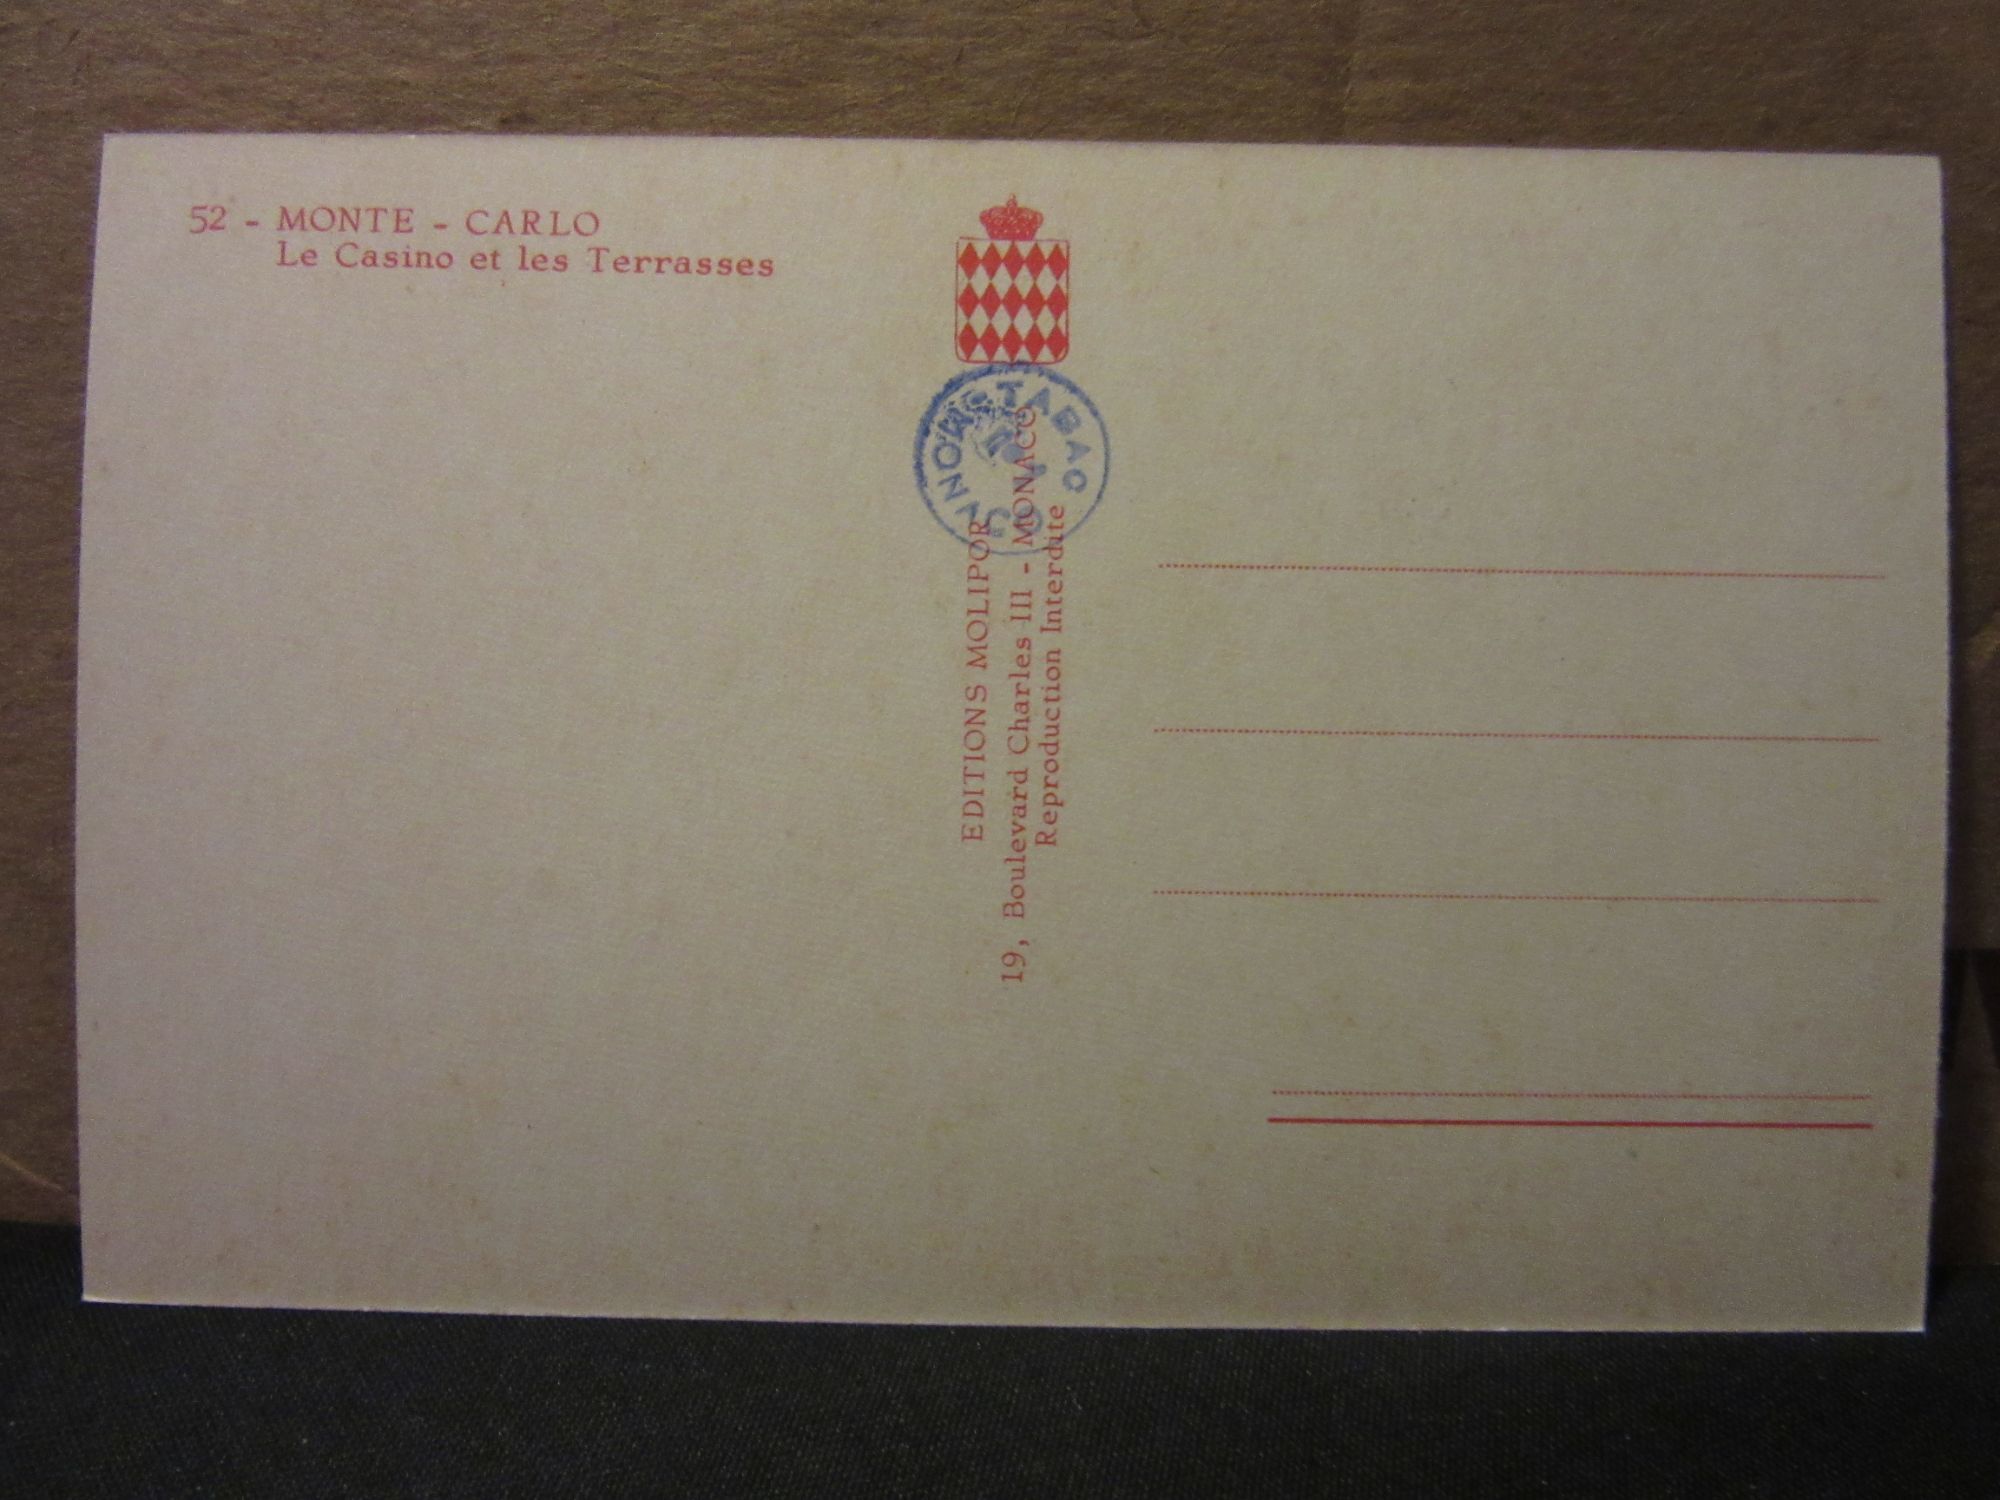 52 - MONTE - CARLO
Le Casino et les Terrasses
TABAC
MONACO
EDITIONS MOLIPOR
19, Boulevard Charles III - MONACO
Reproduction Interdite